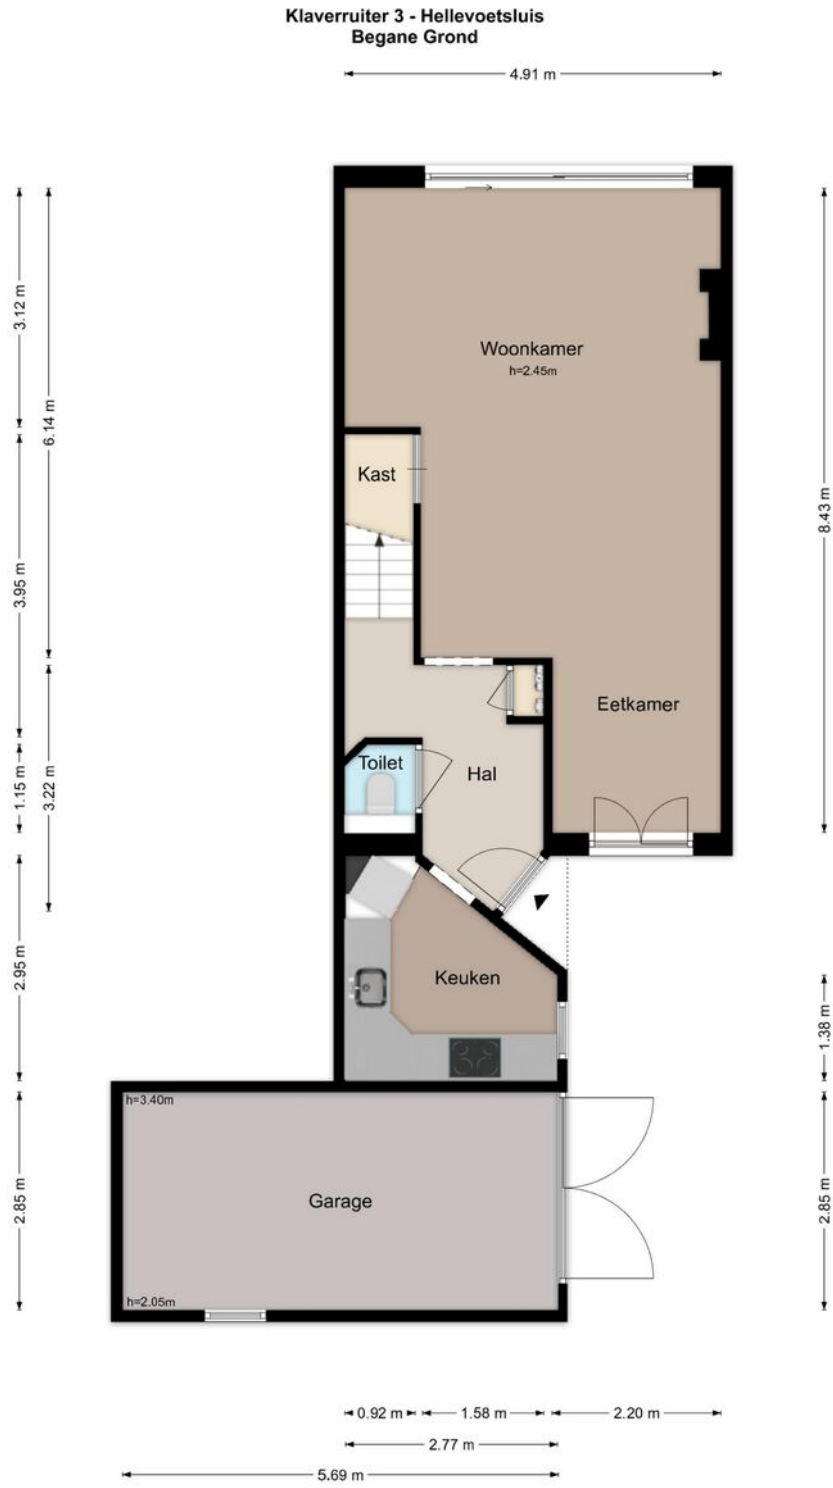 Klaverruiter 3 - Hellevoetsluis
Begane Grond
4.91 m
3.12 m
6.14 m
Woonkamer
h=2.45m
Kast
8.43 m
3.95 m
Eetkamer
Toilet
Hal
1.15 m
3.22 m
Keuken
2.95 m
1.38 m
h=3.40m
Garage
2.85 m
2.85 m
h=2.05m
0.92 m
1.58 m
2.20 m
2.77 m
5.69 m